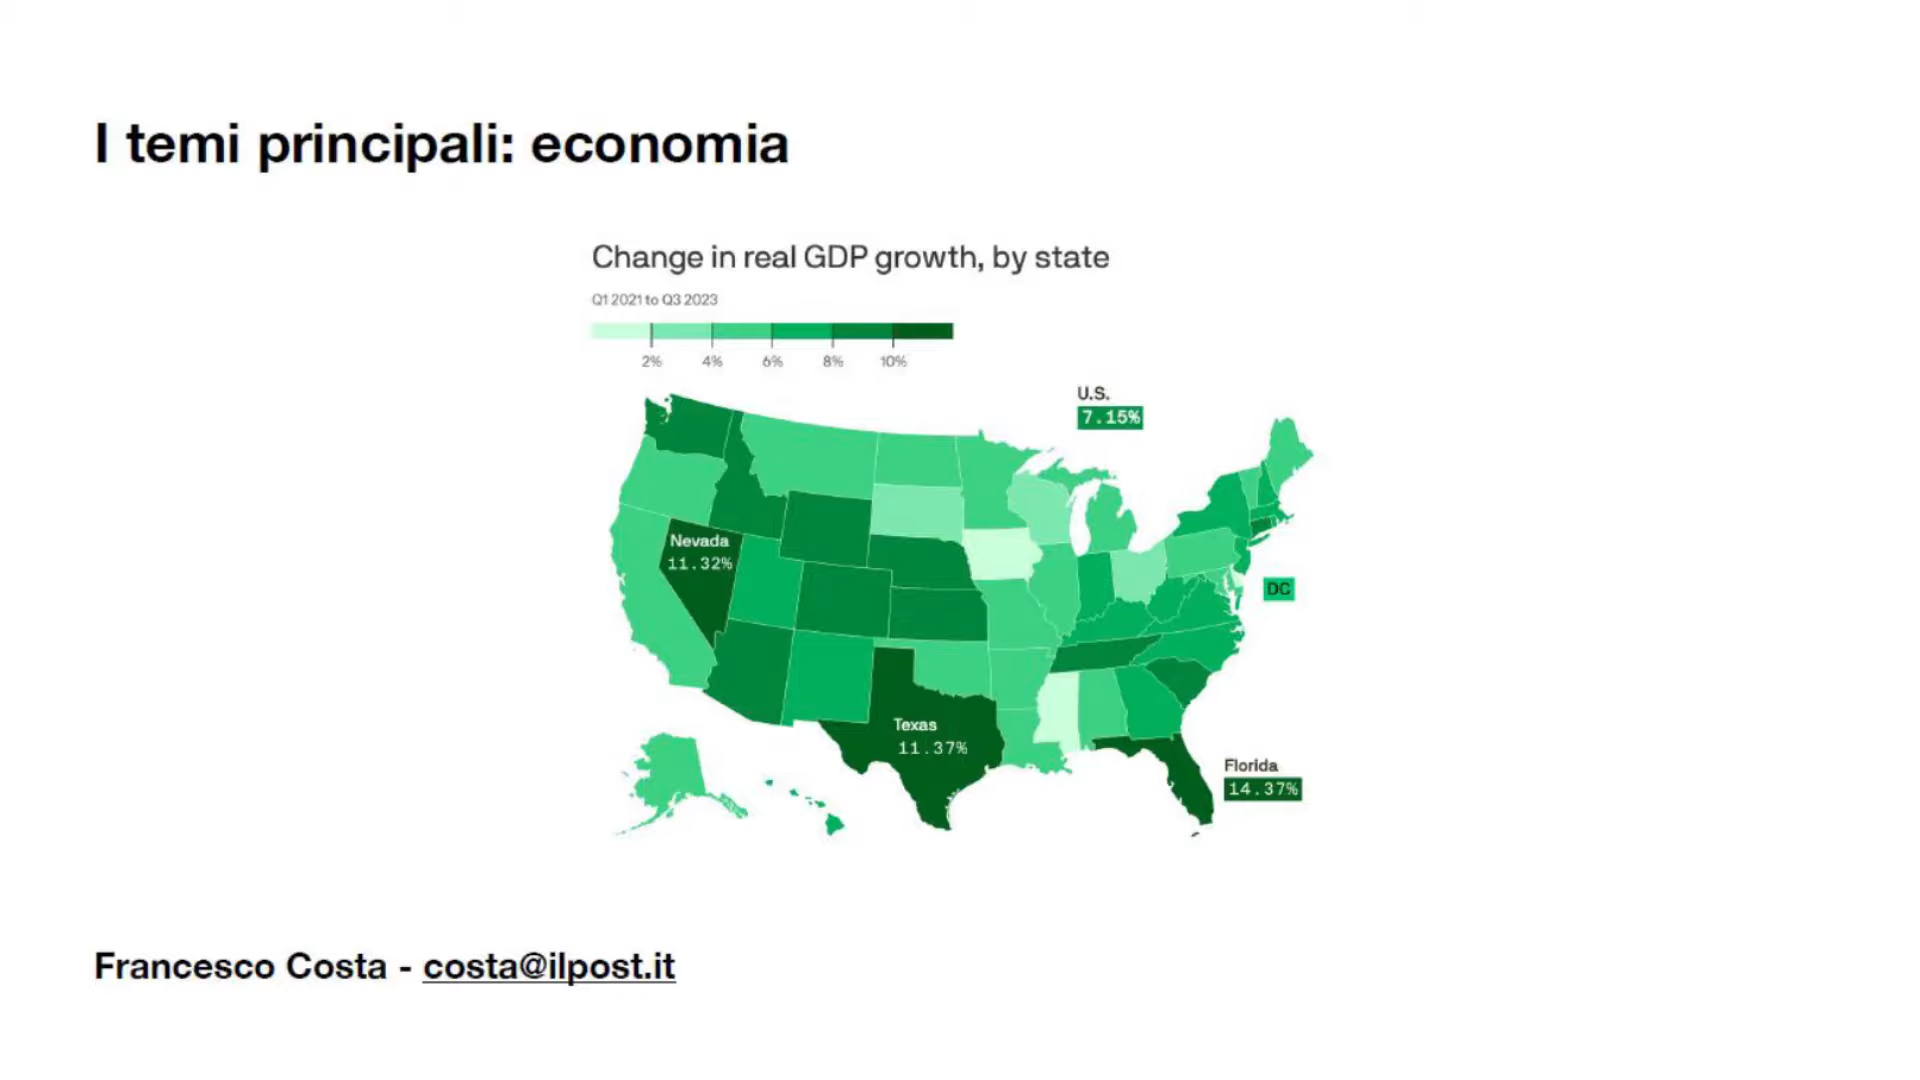 I temi principali: economia
Change in real GDP growth, by state
Q1 2021 to Q3 2023
2% 4% 6% 8% 10%
U.S.
7.15%
Nevada
11.32%
DC
Texas
11.37%
Florida
14.37%
Francesco Costa - costa@ilpost.it